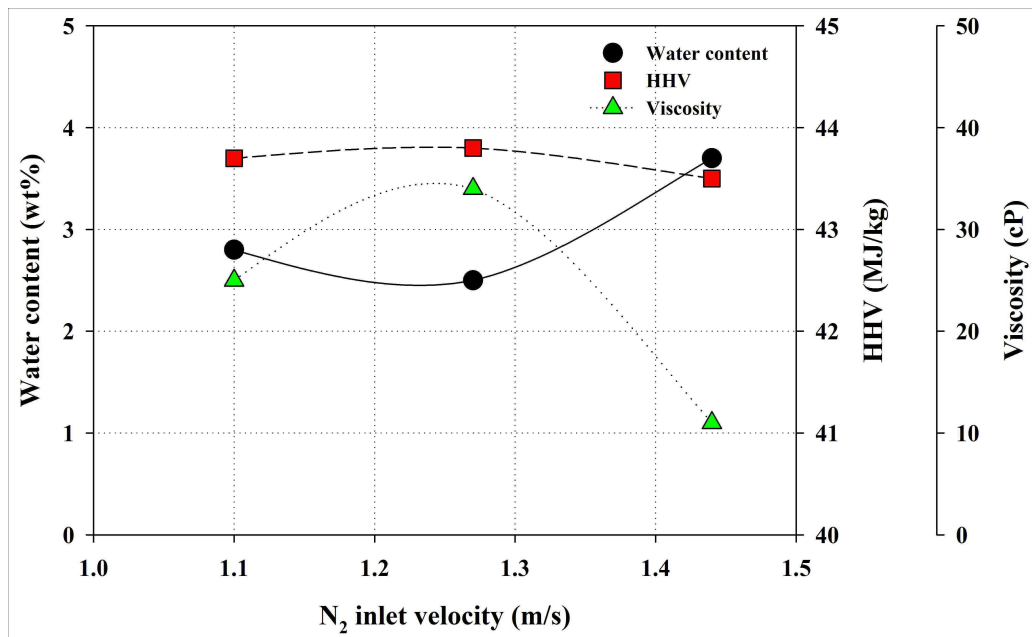 5
4
3
2
1
0
Water content (wt%)
Water content
HHV
Viscosity
45
44
43
42
41
40
HHV (MJ/kg)
50
40
30
20
10
0
Viscosity (cP)
1.0 1.1 1.2 1.3 1.4 1.5
N₂ inlet velocity (m/s)